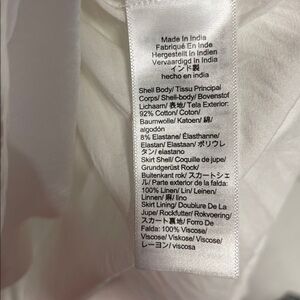 Made In India
Fabriqué En Inde
Hergestellt in Indien
Vervaardigd in India
インド製
hecho en india
Shell Body/ Tissu Principal
Corps/ Shell-body/ Bovenstof
Lichaam/ 表地/ Tela Exterior:
92% Cotton/ Coton/
Baumwolle/ Katoen/ 綿/
algodón
8% Elastane/ Élasthanne/
Elastan/ Elastaan/ ポリウレ
タン/ elastano
Skirt Shell/ Coquille de jupe/
Grundgerüst Rock/
Buitenkant rok/ スカートシェ
ル/ Parte exterior de la falda:
100% Linen/ Lin/ Leinen/
Linnen/ 麻/ lino
Skirt Lining/ Doublure De La
Jupe/ Rockfutter/ Rokvoering/
スカート裏地/ Forro De
Falda: 100% Viscose/
Viscose/ Viskose/ Viscose/
レーヨン/ viscosa